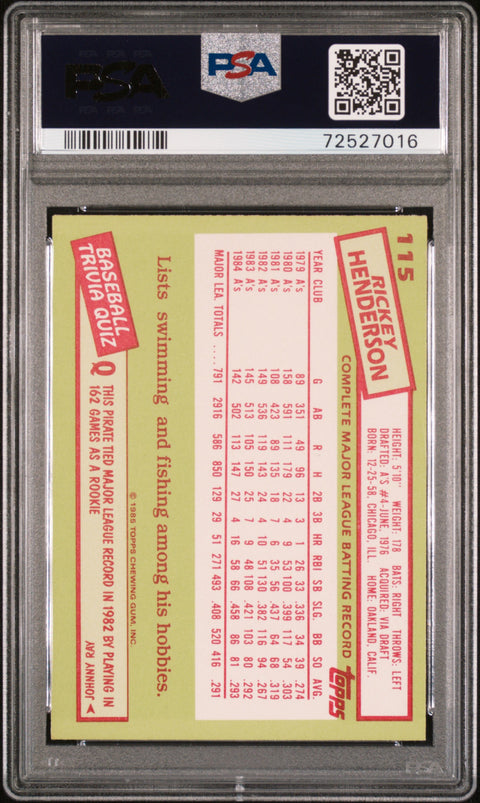 PSA
PSA
72527016
115
RICKEY
HENDERSON
HEIGHT: 5'10" WEIGHT: 178 BATS: RIGHT THROWS: LEFT
DRAFTED: A'S #4-JUNE, 1976 ACQUIRED: VIA DRAFT
BORN: 12-25-58, CHICAGO, ILL. HOME: OAKLAND, CALIF.
COMPLETE MAJOR LEAGUE BATTING RECORD
topps
YEAR CLUB G AB R H 2B 3B HR RBI SB SLG. BB SO AVG.
1979 A's 89 351 49 96 13 3 1 26 33 .336 34 39 .274
1980 A's 158 591 111 179 22 4 9 53 100 .399 117 54 .303
1981 A's 108 423 89 135 18 7 6 35 56 .437 64 68 .319
1982 A's 149 536 119 143 24 4 10 51 130 .382 116 94 .267
1983 A's 145 513 105 150 25 7 9 48 108 .421 103 80 .292
1984 A's 142 502 113 147 27 4 16 58 66 .458 86 81 .293
MAJOR LEA. TOTALS .... 791 2916 586 850 129 29 51 271 493 .408 520 416 .291
Lists swimming and fishing among his hobbies.
© 1985 TOPPS CHEWING GUM, INC.
BASEBALL
TRIVIA QUIZ
Q THIS PIRATE TIED MAJOR LEAGUE RECORD IN 1982 BY PLAYING IN
162 GAMES AS A ROOKIE
A JOHNNY
RAY
PSA